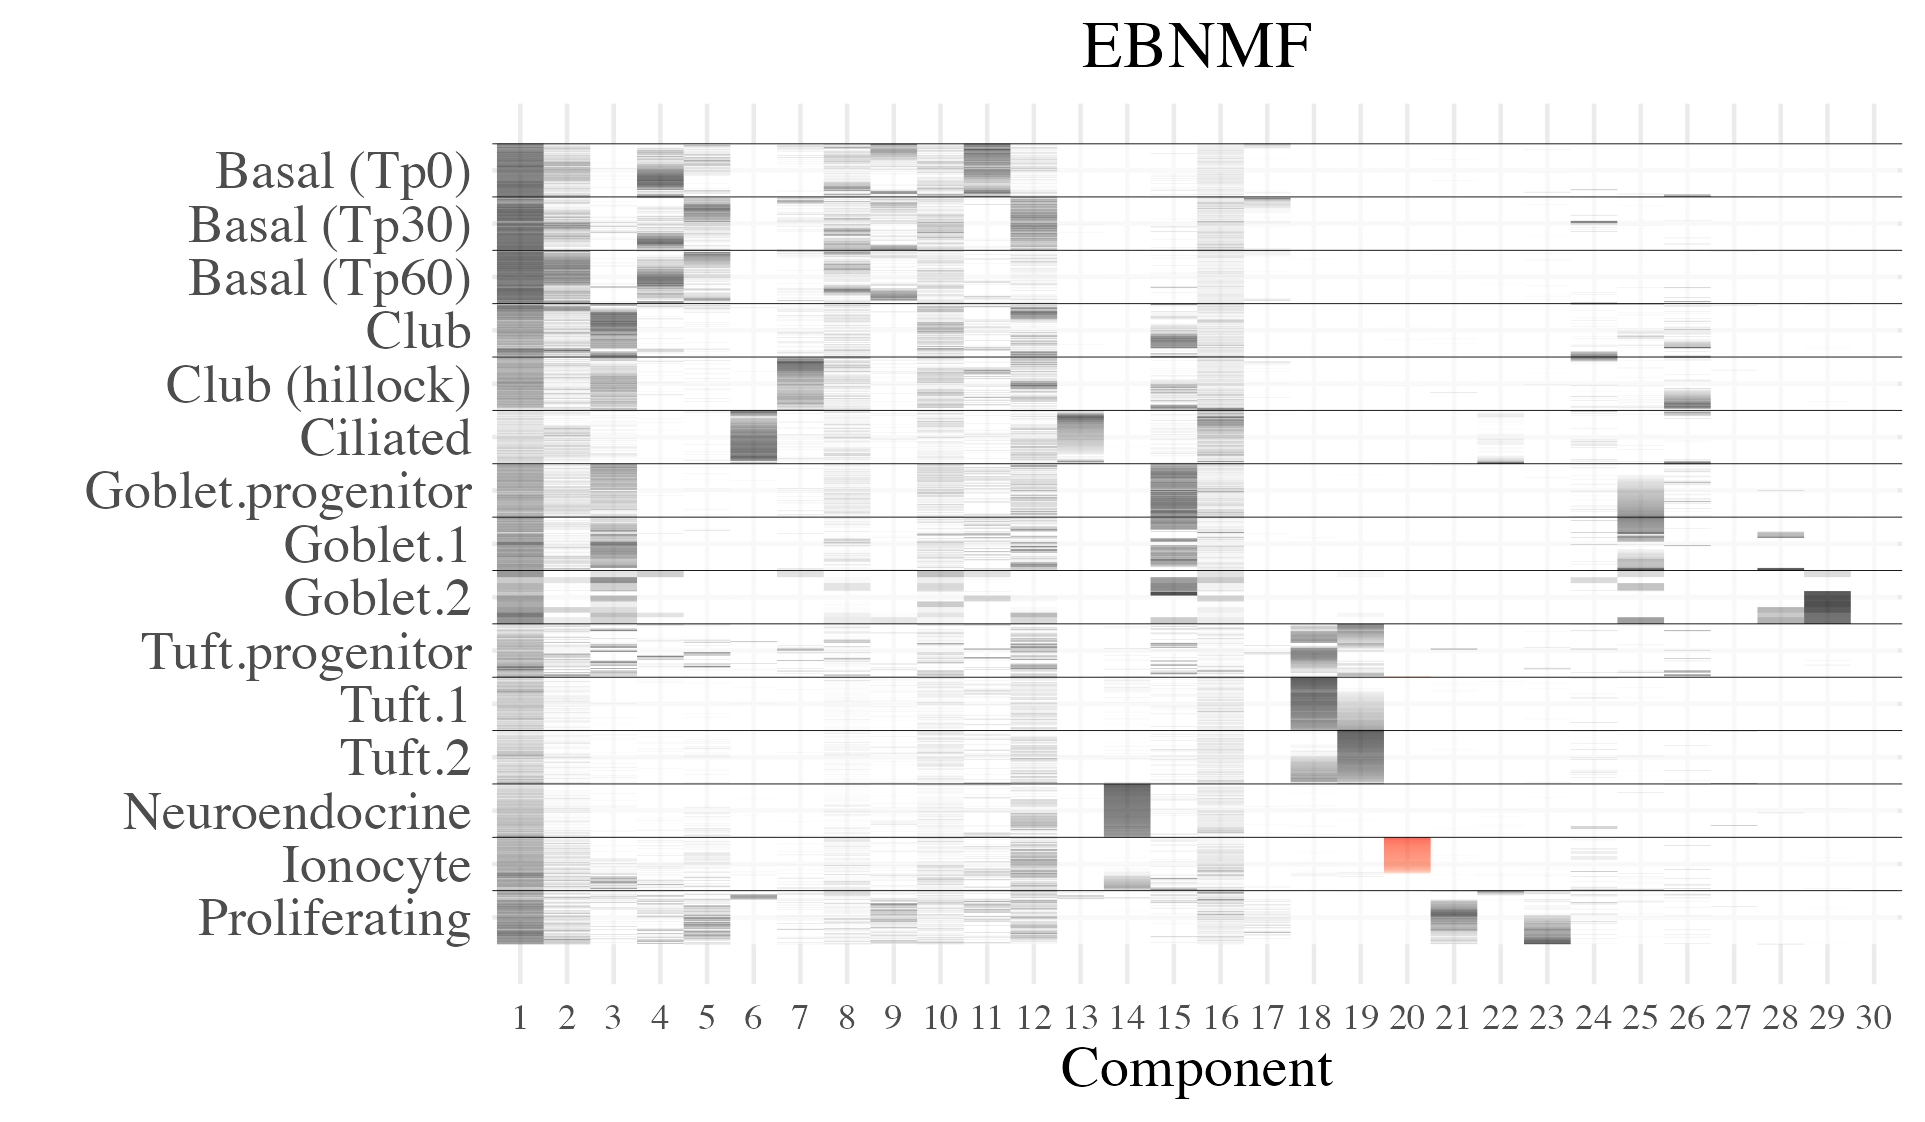 EBNMF
Basal (Tp0)
Basal (Tp30)
Basal (Tp60)
Club
Club (hillock)
Ciliated
Goblet.progenitor
Goblet.1
Goblet.2
Tuft.progenitor
Tuft.1
Tuft.2
Neuroendocrine
Ionocyte
Proliferating
1 2 3 4 5 6 7 8 9 10 11 12 13 14 15 16 17 18 19 20 21 22 23 24 25 26 27 28 29 30
Component